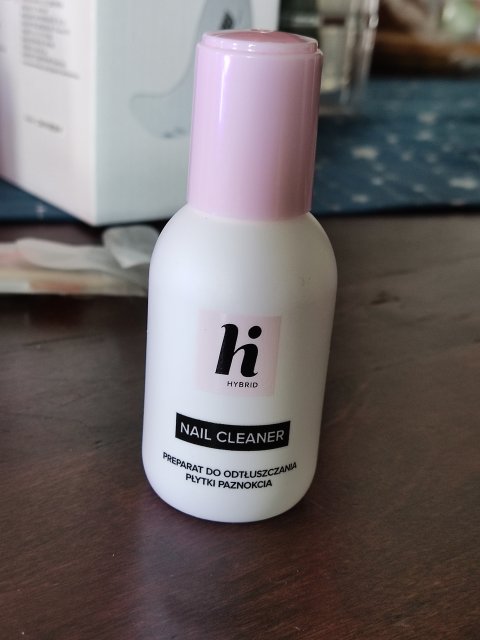 hi
HYBRID
NAIL CLEANER
PREPARAT DO ODTŁUSZCZANIA
PŁYTKI PAZNOKCIA